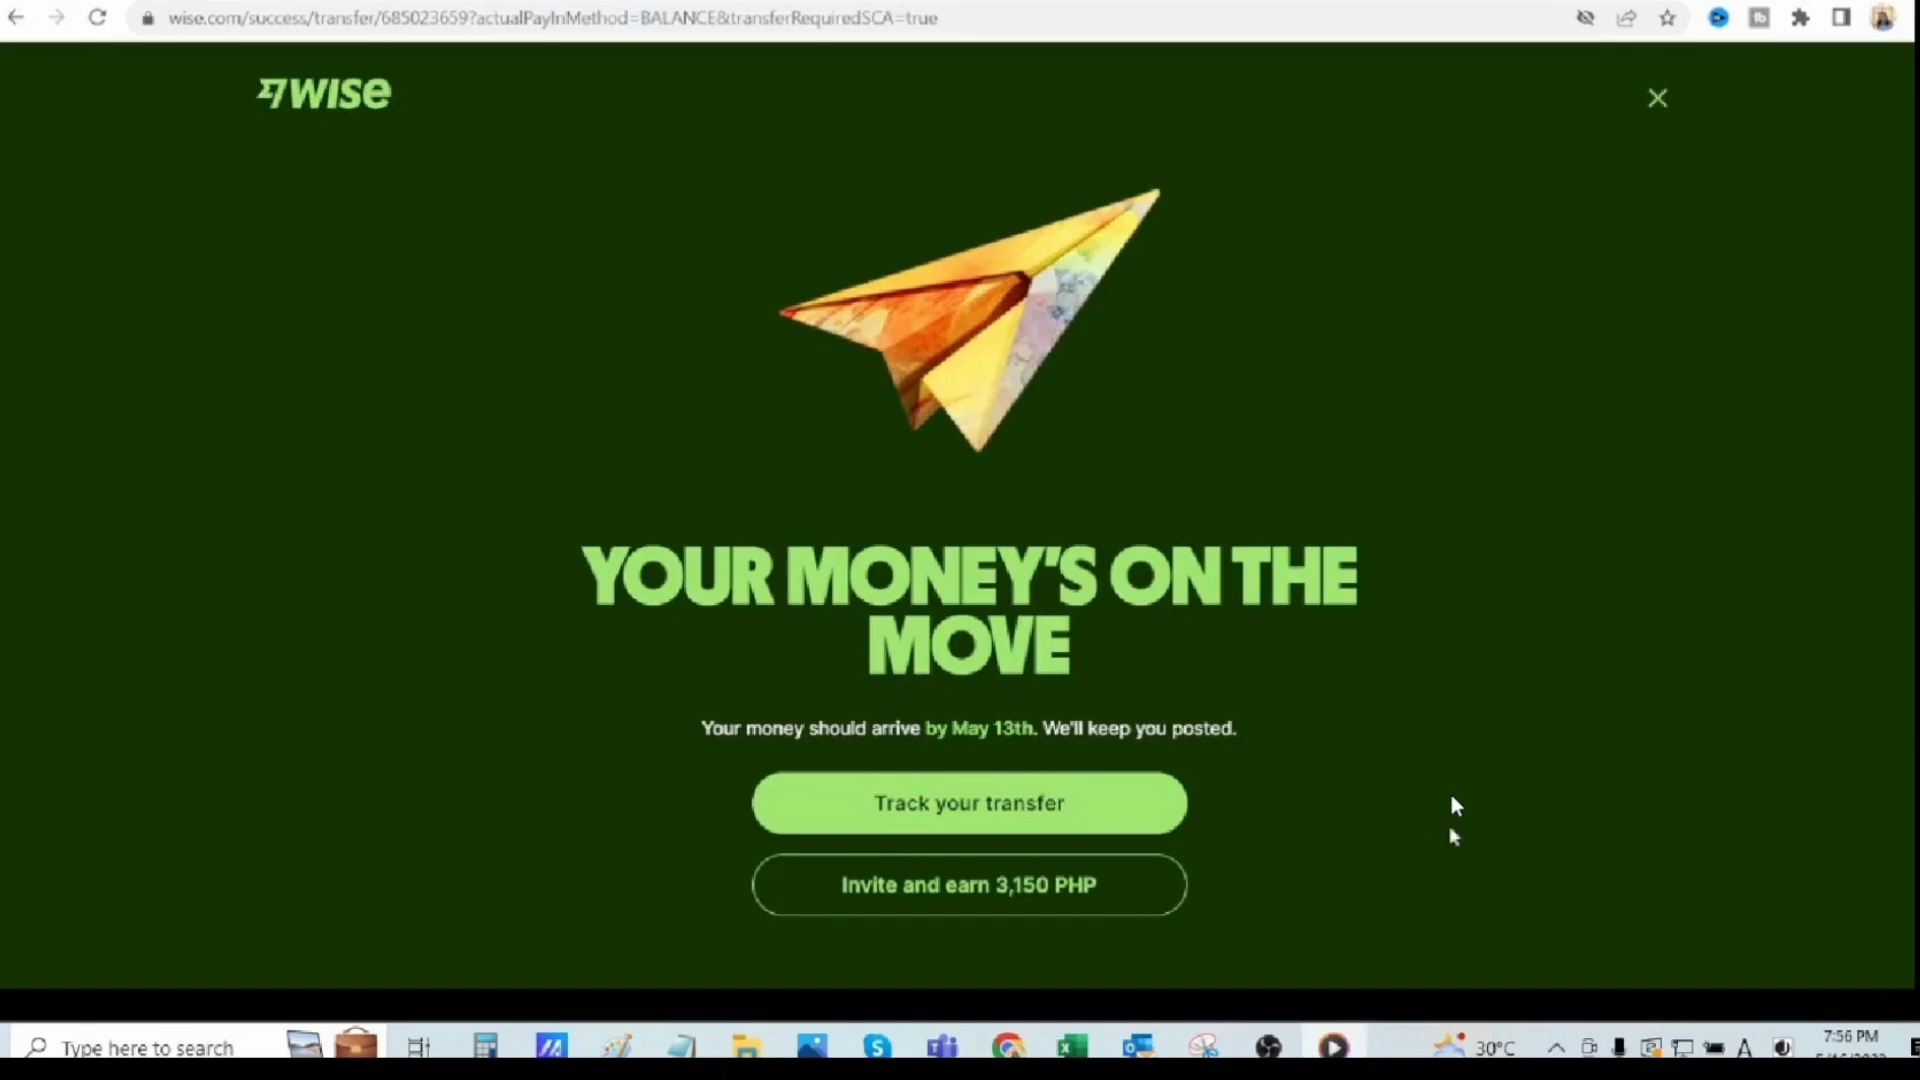 wise.com/success/transfer/685023659?actualPayInMethod=BALANCE&transferRequiredSCA=true
WISE
YOUR MONEY'S ON THE
MOVE
Your money should arrive by May 13th. We'll keep you posted.
Track your transfer
Invite and earn 3,150 PHP
Type here to search
30°C
7:56 PM